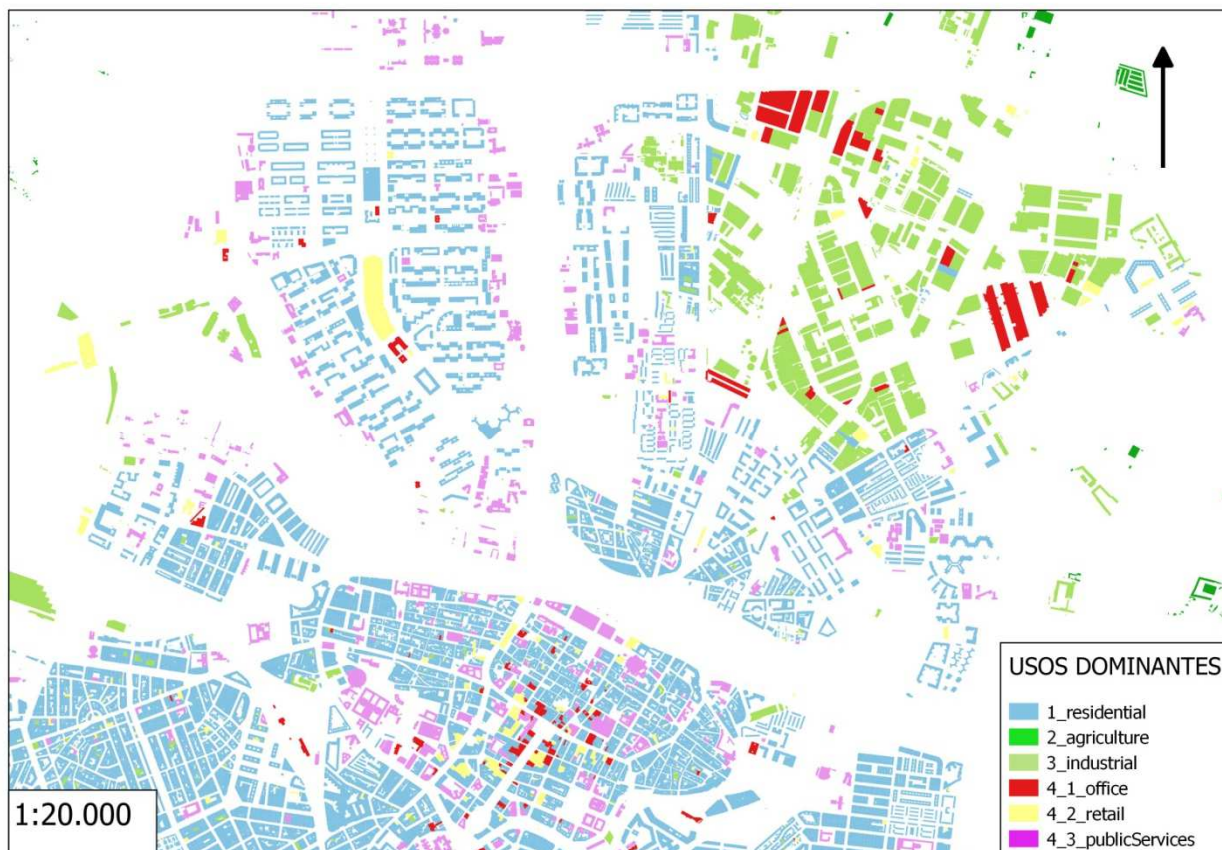 USOS DOMINANTES
1_residential
2_agriculture
3_industrial
4_1_office
4_2_retail
4_3_publicServices
1:20.000